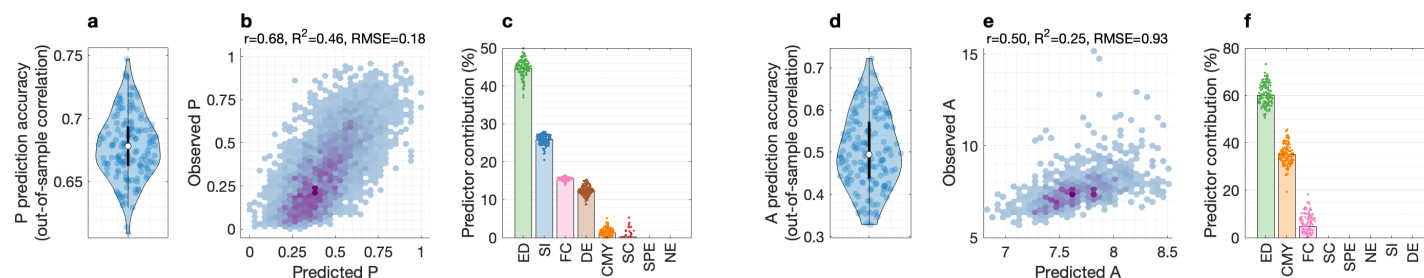 a
P prediction accuracy
(out-of-sample correlation)
0.75
0.7
0.65
b
r=0.68, R²=0.46, RMSE=0.18
Observed P
1
0.75
0.5
0.25
0
0 0.25 0.5 0.75 1
Predicted P
c
Predictor contribution (%)
50
40
30
20
10
0
ED SI FC DE CMY SC SPE NE
d
A prediction accuracy
(out-of-sample correlation)
0.7
0.6
0.5
0.4
0.3
e
r=0.50, R²=0.25, RMSE=0.93
Observed A
15
10
5
7 7.5 8 8.5
Predicted A
f
Predictor contribution (%)
80
60
40
20
0
ED CMY FC SC SPE NE SI DE